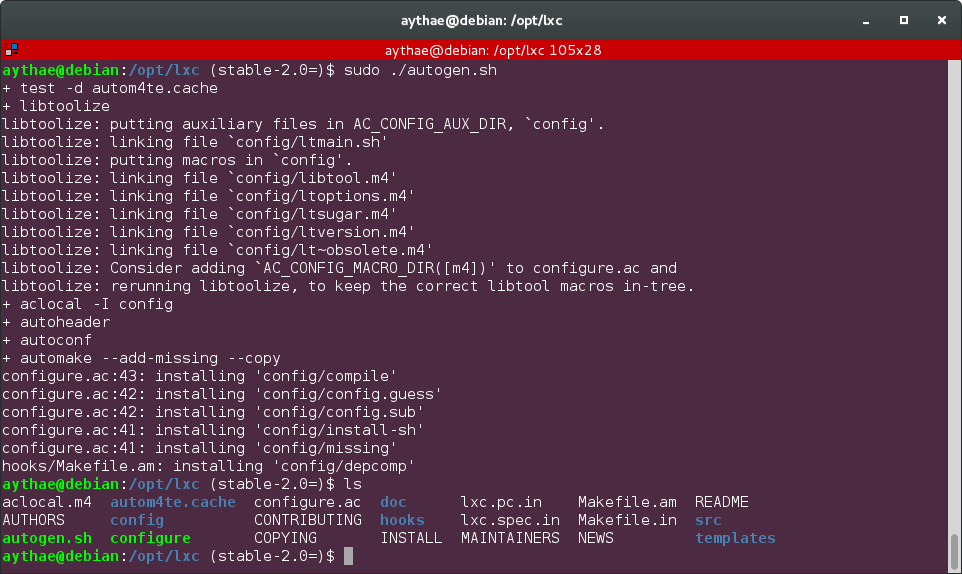 aythae@debian: /opt/lxc
aythae@debian: /opt/lxc 105x28
aythae@debian:/opt/lxc (stable-2.0=)$ sudo ./autogen.sh
+ test -d autom4te.cache
+ libtoolize
libtoolize: putting auxiliary files in AC_CONFIG_AUX_DIR, `config'.
libtoolize: linking file `config/ltmain.sh'
libtoolize: putting macros in `config'.
libtoolize: linking file `config/libtool.m4'
libtoolize: linking file `config/ltoptions.m4'
libtoolize: linking file `config/ltsugar.m4'
libtoolize: linking file `config/ltversion.m4'
libtoolize: linking file `config/lt~obsolete.m4'
libtoolize: Consider adding `AC_CONFIG_MACRO_DIR([m4])' to configure.ac and
libtoolize: rerunning libtoolize, to keep the correct libtool macros in-tree.
+ aclocal -I config
+ autoheader
+ autoconf
+ automake --add-missing --copy
configure.ac:43: installing 'config/compile'
configure.ac:42: installing 'config/config.guess'
configure.ac:42: installing 'config/config.sub'
configure.ac:41: installing 'config/install-sh'
configure.ac:41: installing 'config/missing'
hooks/Makefile.am: installing 'config/depcomp'
aythae@debian:/opt/lxc (stable-2.0=)$ ls
aclocal.m4  autom4te.cache  configure.ac  doc      lxc.pc.in    Makefile.am  README
AUTHORS     config          CONTRIBUTING  hooks    lxc.spec.in  Makefile.in  src
autogen.sh  configure       COPYING       INSTALL  MAINTAINERS  NEWS         templates
aythae@debian:/opt/lxc (stable-2.0=)$